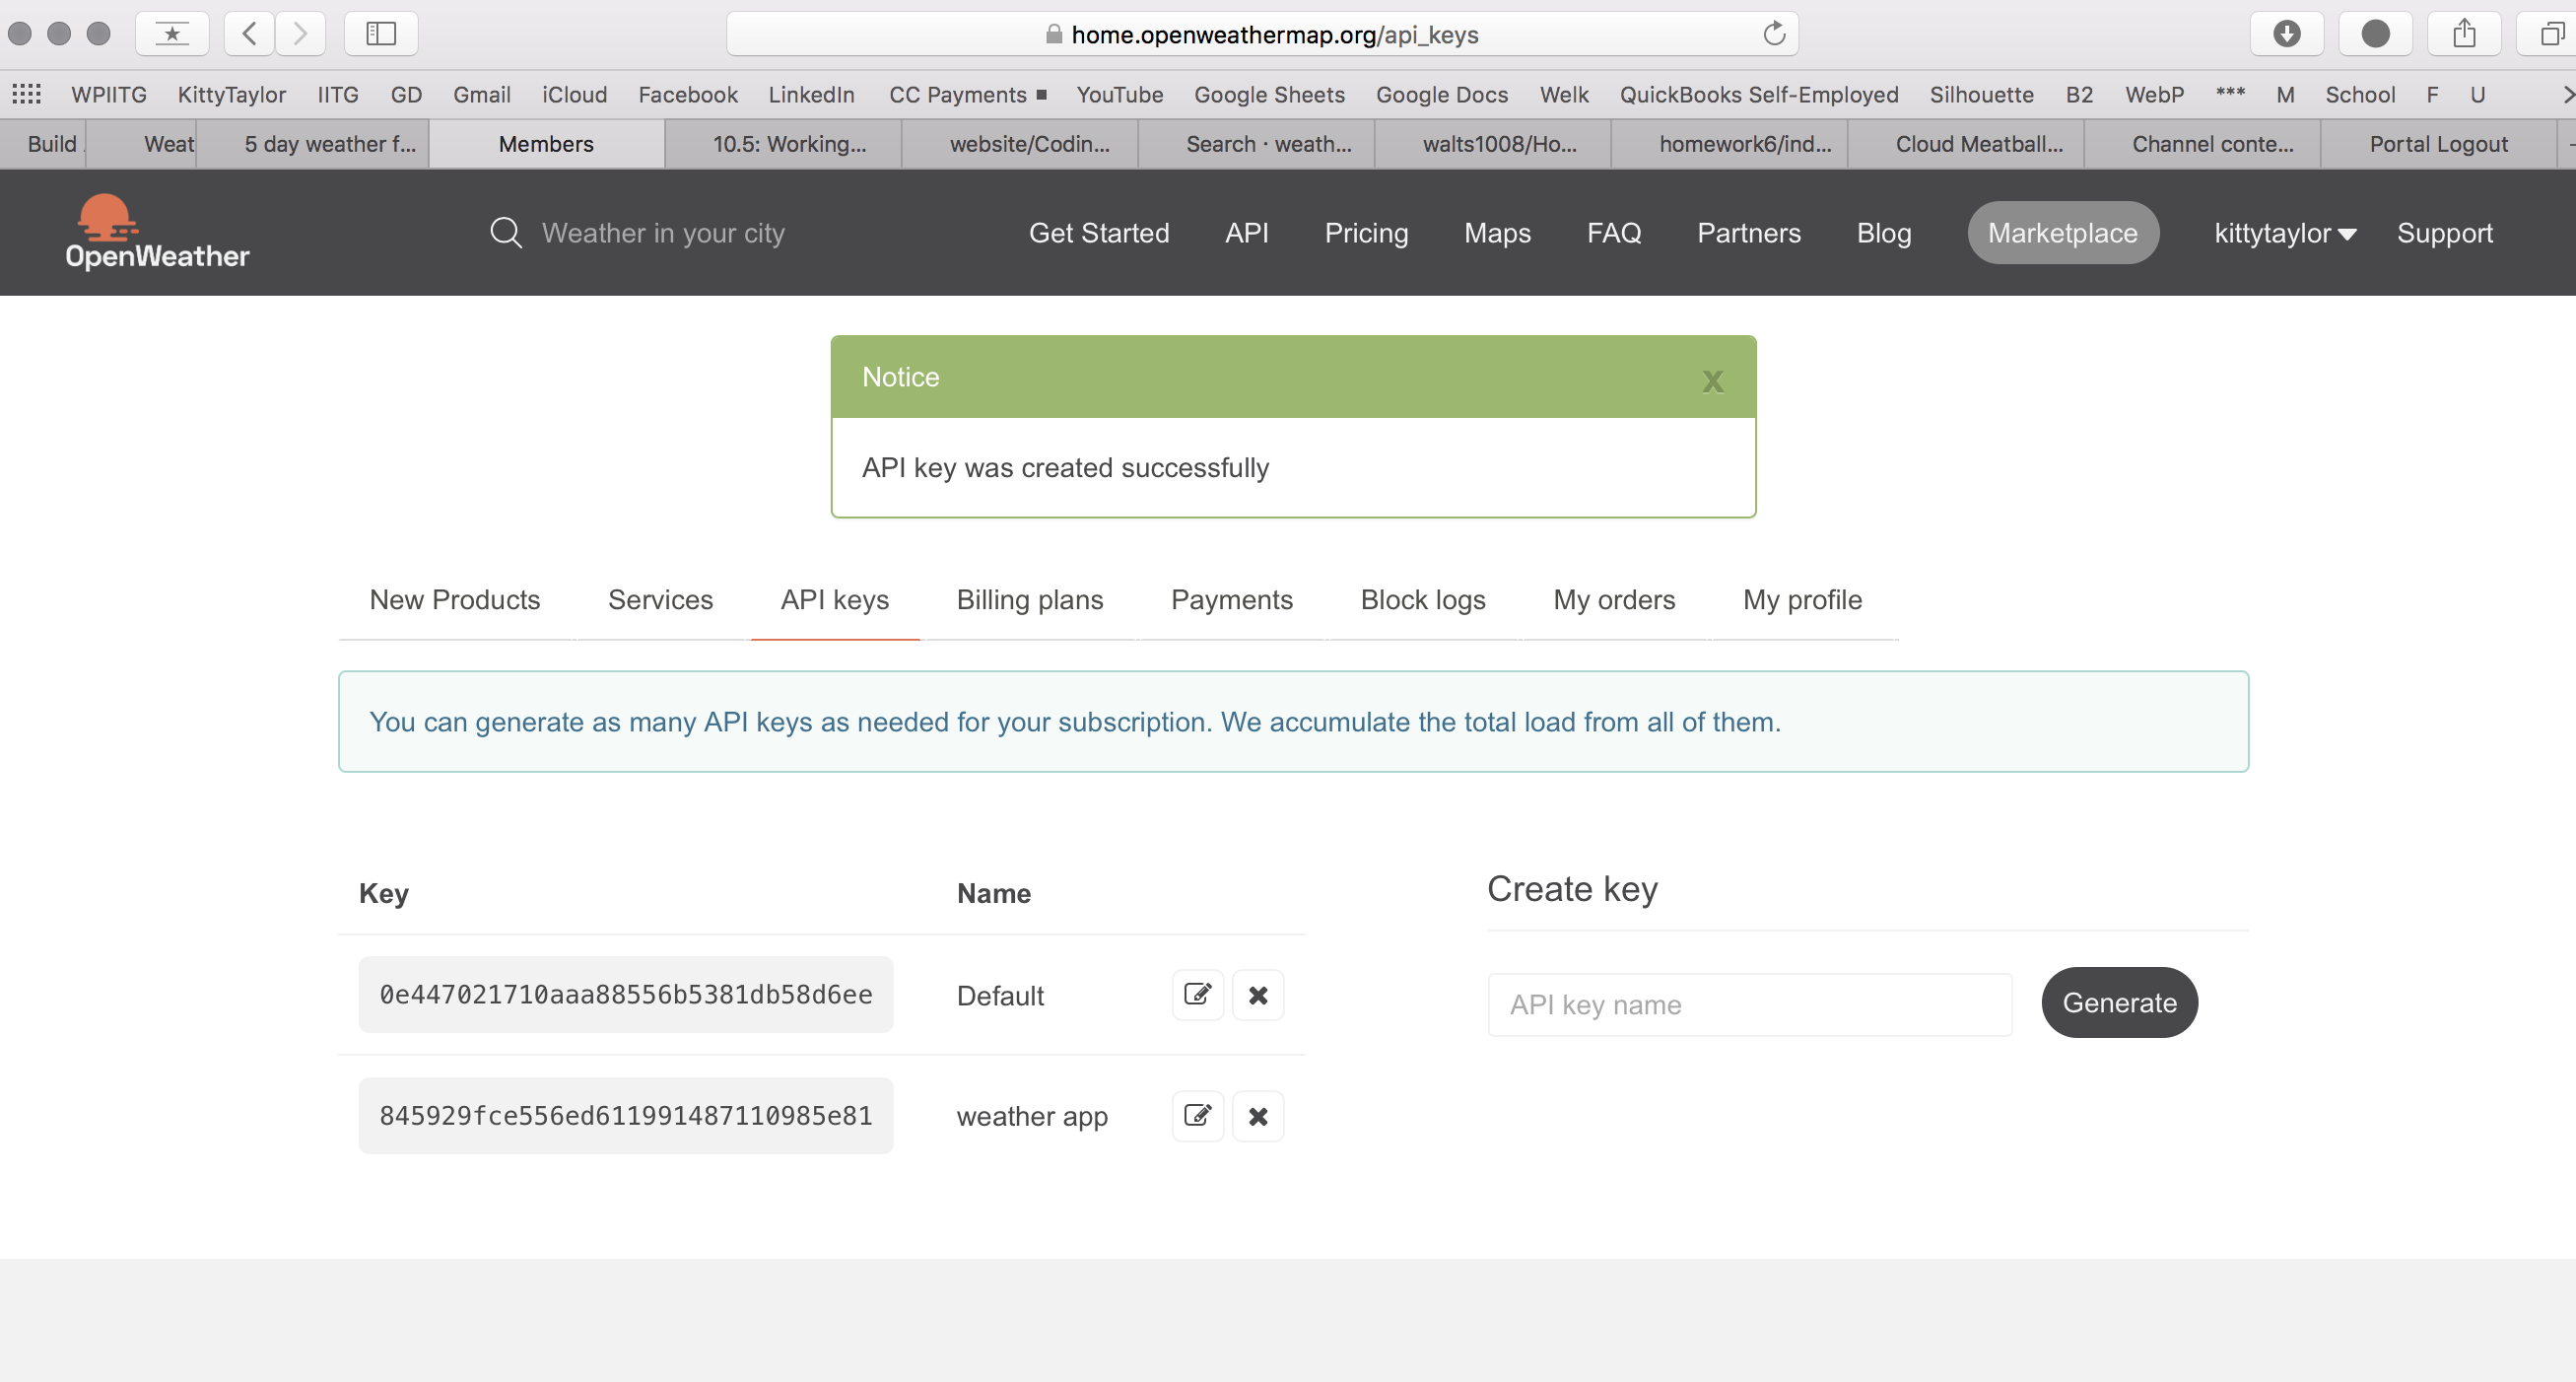 home.openweathermap.org/api_keys
WPIITG KittyTaylor IITG GD Gmail iCloud Facebook LinkedIn CC Payments YouTube Google Sheets Google Docs Welk QuickBooks Self-Employed Silhouette B2 WebP *** M School F U
Build Weat 5 day weather f... Members 10.5: Working... website/Codin... Search · weath... walts1008/Ho... homework6/ind... Cloud Meatball... Channel conte... Portal Logout
OpenWeather Weather in your city Get Started API Pricing Maps FAQ Partners Blog Marketplace kittytaylor Support
Notice x
API key was created successfully
New Products Services API keys Billing plans Payments Block logs My orders My profile
You can generate as many API keys as needed for your subscription. We accumulate the total load from all of them.
Key Name Create key
0e447021710aaa88556b5381db58d6ee Default API key name Generate
845929fce556ed611991487110985e81 weather app